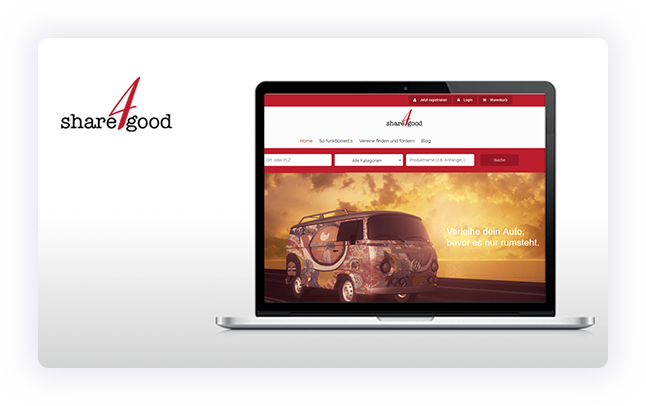 share4good
Jetzt registrieren Login Warenkorb
share4good
Home So funktioniert's Vereine finden und fördern Blog
Ort oder PLZ Alle Kategorien Produktname (z.B. Anhänger, Suche
Verleihe dein Auto,
bevor es nur rumsteht.